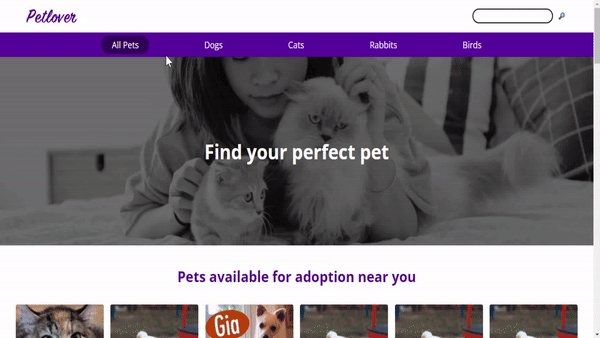 Petlover
All Pets
Dogs
Cats
Rabbits
Birds
Find your perfect pet
Pets available for adoption near you
Gia